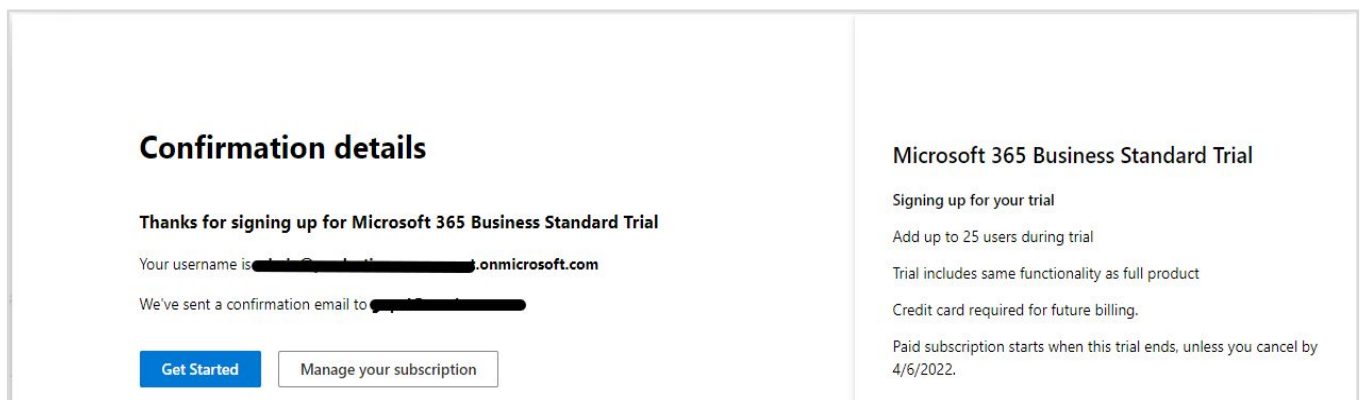 Confirmation details
Thanks for signing up for Microsoft 365 Business Standard Trial
Your username is .onmicrosoft.com
We've sent a confirmation email to
Get Started
Manage your subscription
Microsoft 365 Business Standard Trial
Signing up for your trial
Add up to 25 users during trial
Trial includes same functionality as full product
Credit card required for future billing.
Paid subscription starts when this trial ends, unless you cancel by
4/6/2022.